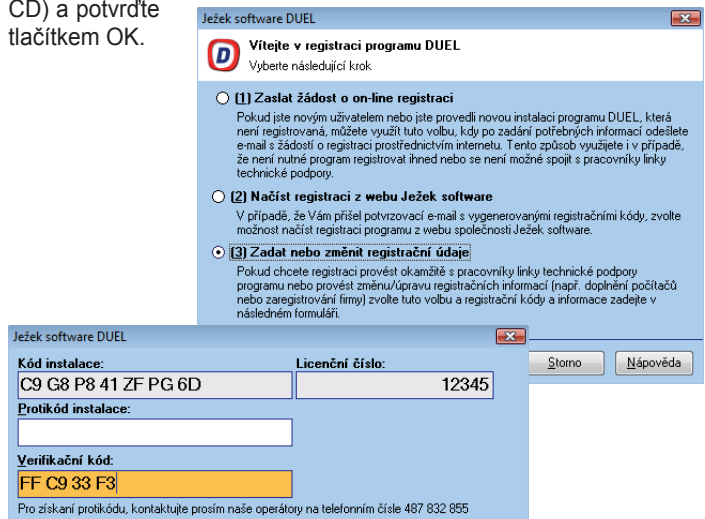 CD) a potvrďte
tlačítkem OK.
Ježek software DUEL
Vítejte v registraci programu DUEL
Vyberte následující krok
(1) Zaslat žádost o on-line registraci
Pokud jste novým uživatelem nebo jste provedli novou instalaci programu DUEL, která
není registrovaná, můžete využít tuto volbu, kdy po zadání potřebných informací odešlete
e-mail s žádostí o registraci prostřednictvím internetu. Tento způsob využijete i v případě,
že není nutné program registrovat ihned nebo se není možné spojit s pracovníky linky
technické podpory.
(2) Načíst registraci z webu Ježek software
V případě, že Vám přišel potvrzovací e-mail s vygenerovanými registračními kódy, zvolte
možnost načíst registraci programu z webu společnosti Ježek software.
(3) Zadat nebo změnit registrační údaje
Pokud chcete registraci provést okamžitě s pracovníky linky technické podpory
programu nebo provést změnu/úpravu registračních informací (např. doplnění počítačů
nebo zaregistrování firmy) zvolte tuto volbu a registrační kódy a informace zadejte v
následném formuláři.
Storno
Nápověda
Ježek software DUEL
Kód instalace:
Licenční číslo:
C9 G8 P8 41 ZF PG 6D
12345
Protikód instalace:
Verifikační kód:
FF C9 33 F3
Pro získaní protikódu, kontaktujte prosím naše operátory na telefonním čísle 487 832 855